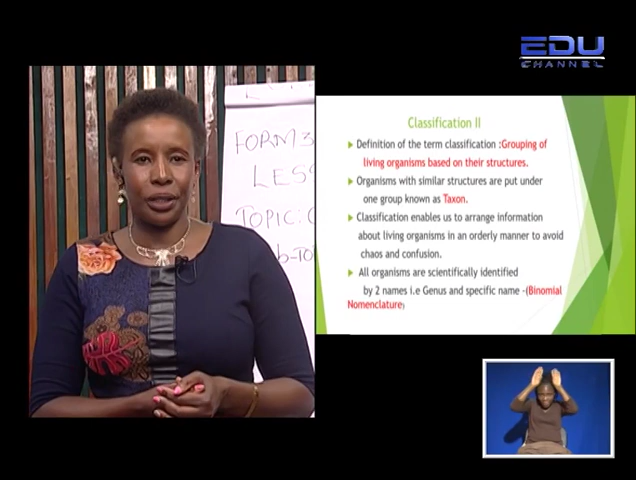 EDU
CHANNEL
FORM 3
LESS
TOPIC: C
b-TO
Classification II
Definition of the term classification :Grouping of
living organisms based on their structures.
Organisms with similar structures are put under
one group known as Taxon.
Classification enables us to arrange information
about living organisms in an orderly manner to avoid
chaos and confusion.
All organisms are scientifically identified
by 2 names i.e Genus and specific name -(Binomial
Nomenclature)